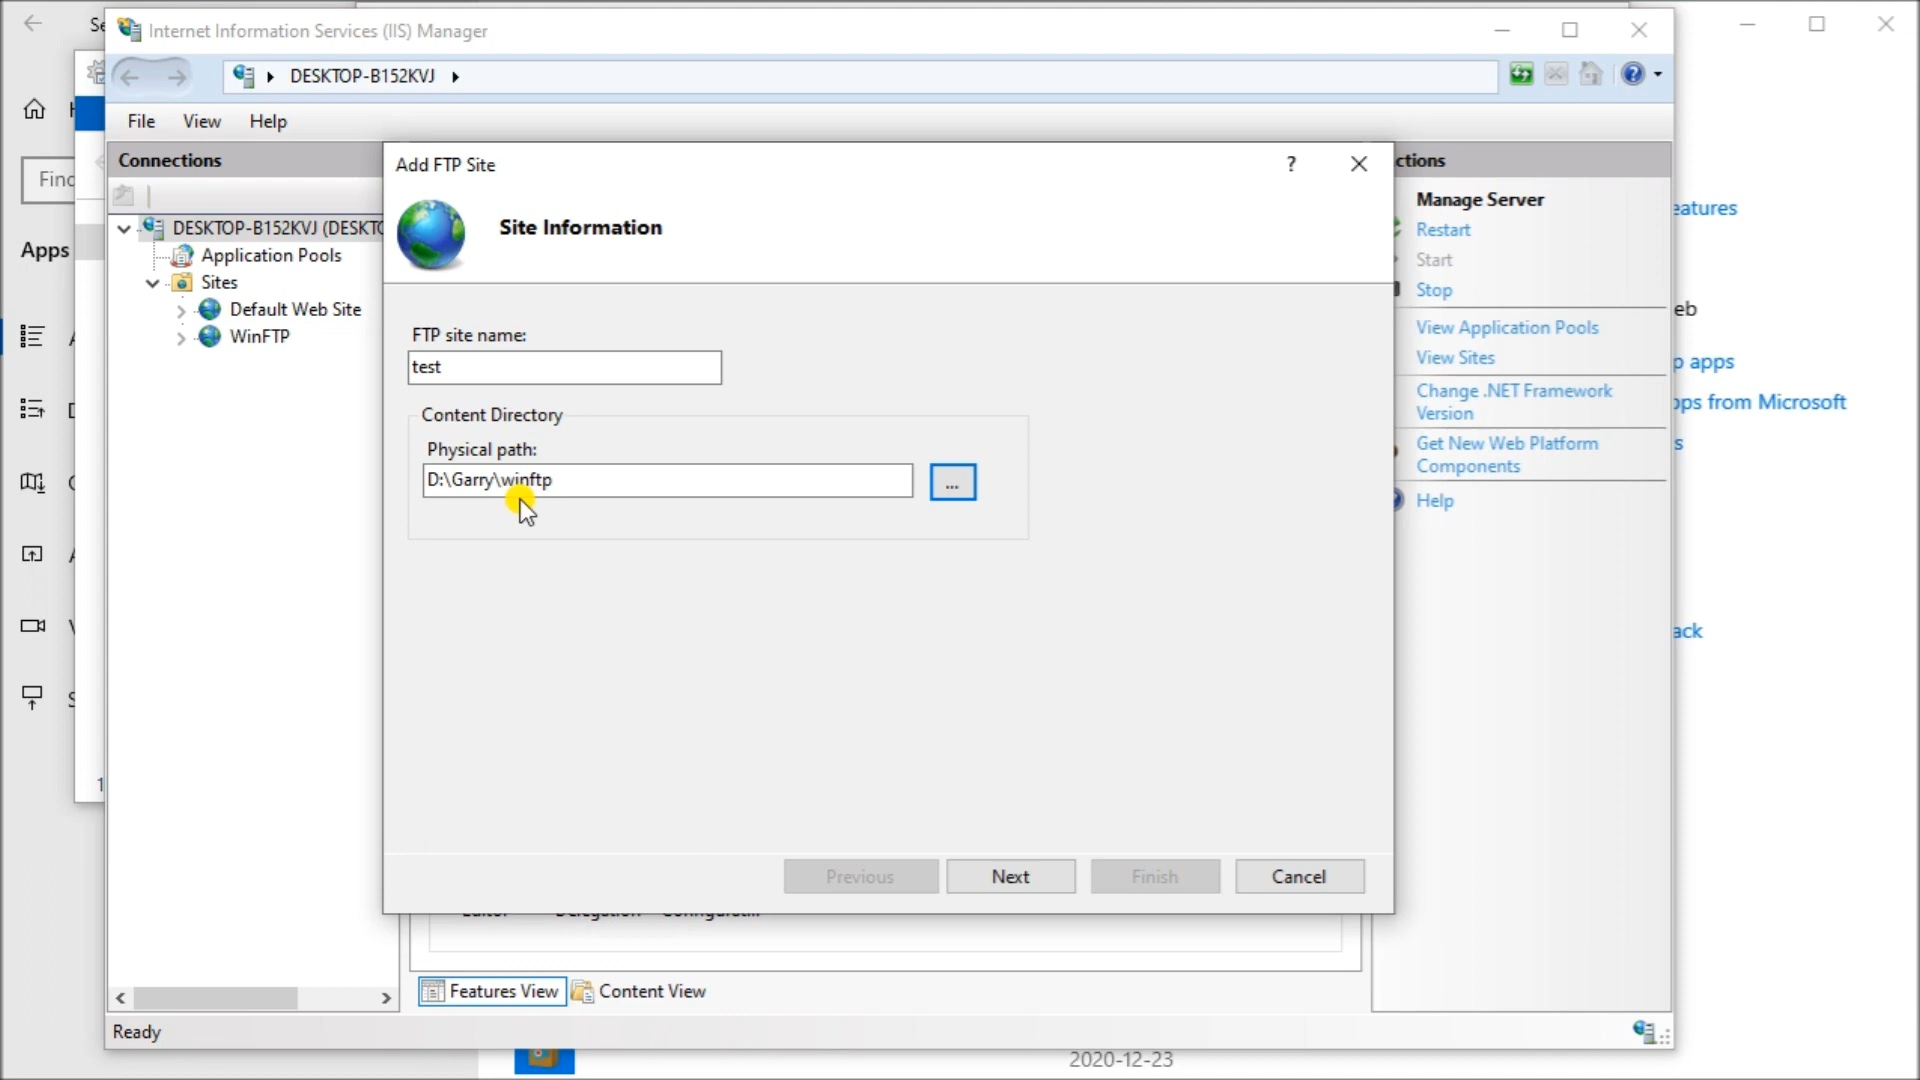 Internet Information Services (IIS) Manager
DESKTOP-B152KVJ
File View Help
Connections
Find
Apps
DESKTOP-B152KVJ (DESKTO
Application Pools
Sites
Default Web Site
WinFTP
Add FTP Site
?
Site Information
FTP site name:
test
Content Directory
Physical path:
D:\Garry\winftp
...
Previous
Next
Finish
Cancel
ctions
Manage Server
Restart
Start
Stop
View Application Pools
View Sites
Change .NET Framework
Version
Get New Web Platform
Components
Help
eatures
eb
p apps
ops from Microsoft
s
ack
Features View
Content View
Ready
2020-12-23